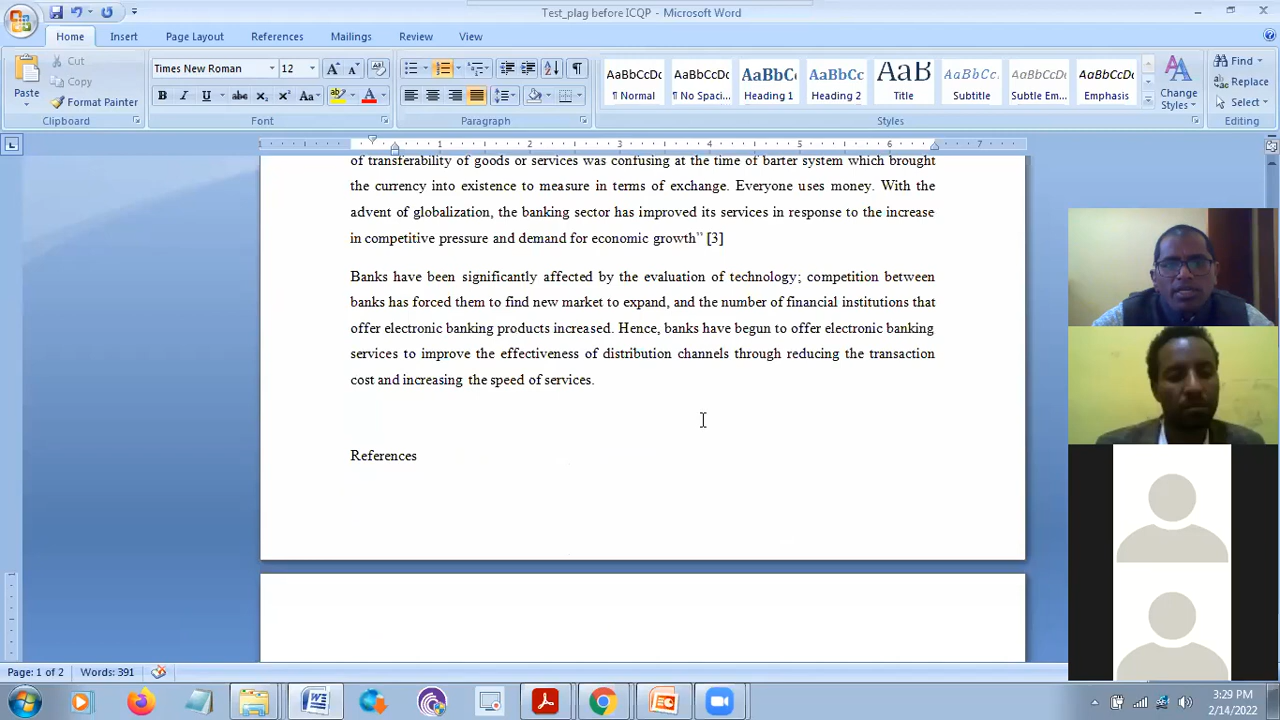 Test_plag before ICQP - Microsoft Word
Home Insert Page Layout References Mailings Review View
Paste
Cut
Copy
Format Painter
Clipboard
Times New Roman 12
Font
Paragraph
AaBbCcDc AaBbCcDc AaBbC AaBbCc AaB AaBbCcL AaBbCcDc AaBbCcDc
¶ Normal ¶ No Spaci... Heading 1 Heading 2 Title Subtitle Subtle Em... Emphasis
Change Styles
Styles
Find
Replace
Select
Editing
1 1 2 3 4 5 6 7
of transferability of goods or services was confusing at the time of barter system which brought
the currency into existence to measure in terms of exchange. Everyone uses money. With the
advent of globalization, the banking sector has improved its services in response to the increase
in competitive pressure and demand for economic growth” [3]
Banks have been significantly affected by the evaluation of technology; competition between
banks has forced them to find new market to expand, and the number of financial institutions that
offer electronic banking products increased. Hence, banks have begun to offer electronic banking
services to improve the effectiveness of distribution channels through reducing the transaction
cost and increasing the speed of services.
References
Page: 1 of 2 Words: 391
3:29 PM
2/14/2022